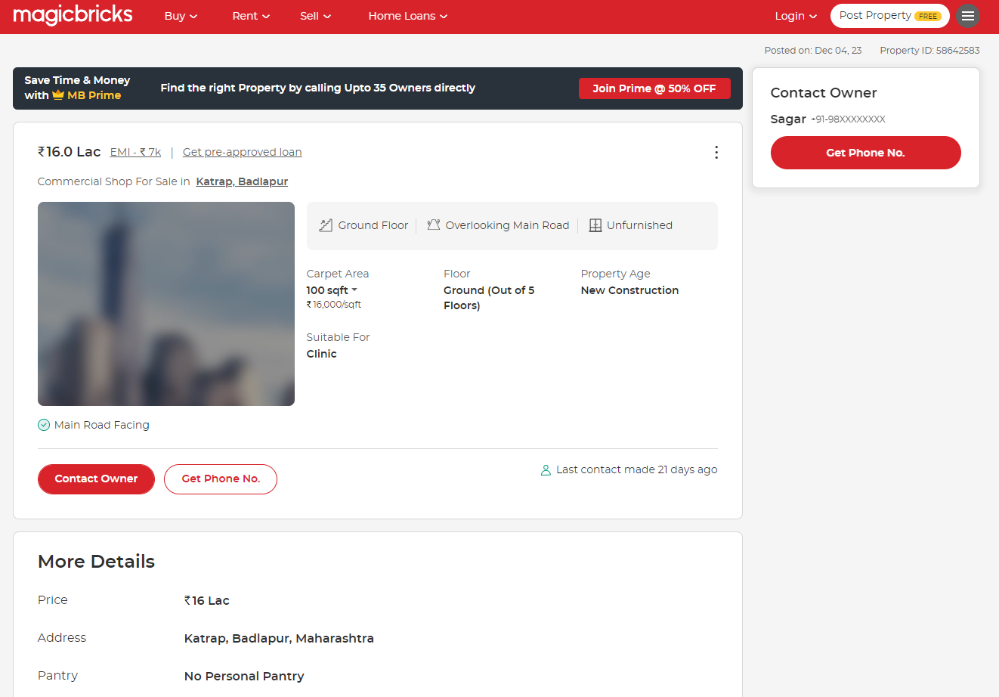 magicbricks
Buy
Rent
Sell
Home Loans
Login
Post Property FREE
Posted on: Dec 04, 23 Property ID: 58642583
Save Time & Money
with MB Prime
Find the right Property by calling Upto 35 Owners directly
Join Prime @ 50% OFF
Contact Owner
Sagar +91-98XXXXXXXX
Get Phone No.
₹16.0 Lac EMI - ₹ 7k | Get pre-approved loan
Commercial Shop For Sale in Katrap, Badlapur
Ground Floor
Overlooking Main Road
Unfurnished
Carpet Area
100 sqft
₹16,000/sqft
Floor
Ground (Out of 5
Floors)
Property Age
New Construction
Suitable For
Clinic
Main Road Facing
Contact Owner
Get Phone No.
Last contact made 21 days ago
More Details
Price ₹16 Lac
Address Katrap, Badlapur, Maharashtra
Pantry No Personal Pantry